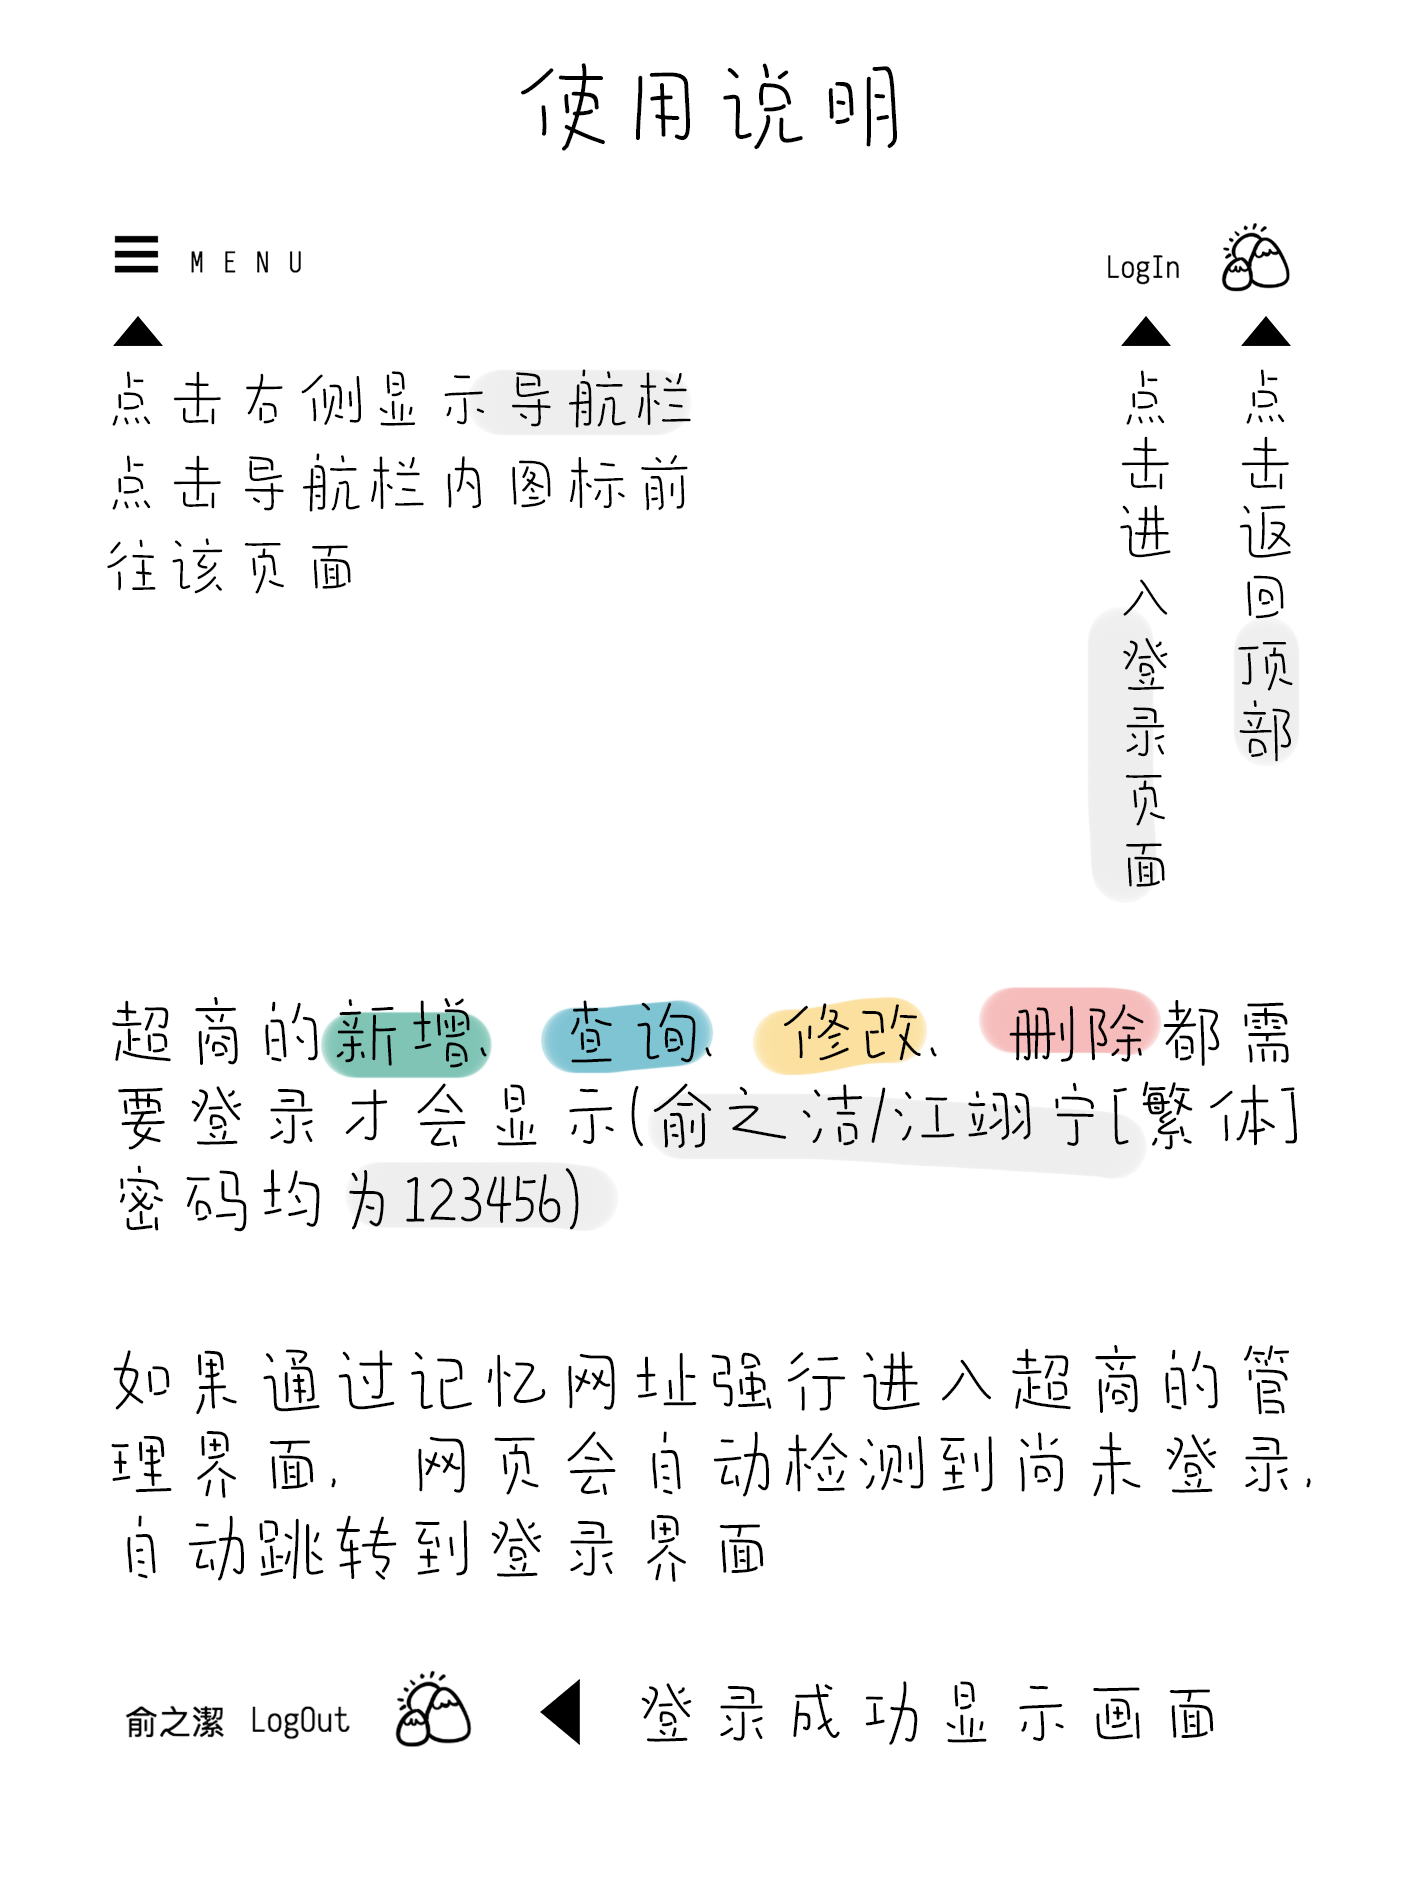 使用说明
MENU
LogIn
点击右侧显示导航栏
点击导航栏内图标前
往该页面
点击进入登录页面
点击返回顶部
超商的新增、查询、修改、删除都需
要登录才会显示(俞之洁/江翊宁[繁体]
密码均为123456)
如果通过记忆网址强行进入超商的管
理界面，网页会自动检测到尚未登录，
自动跳转到登录界面
俞之潔 LogOut
登录成功显示画面